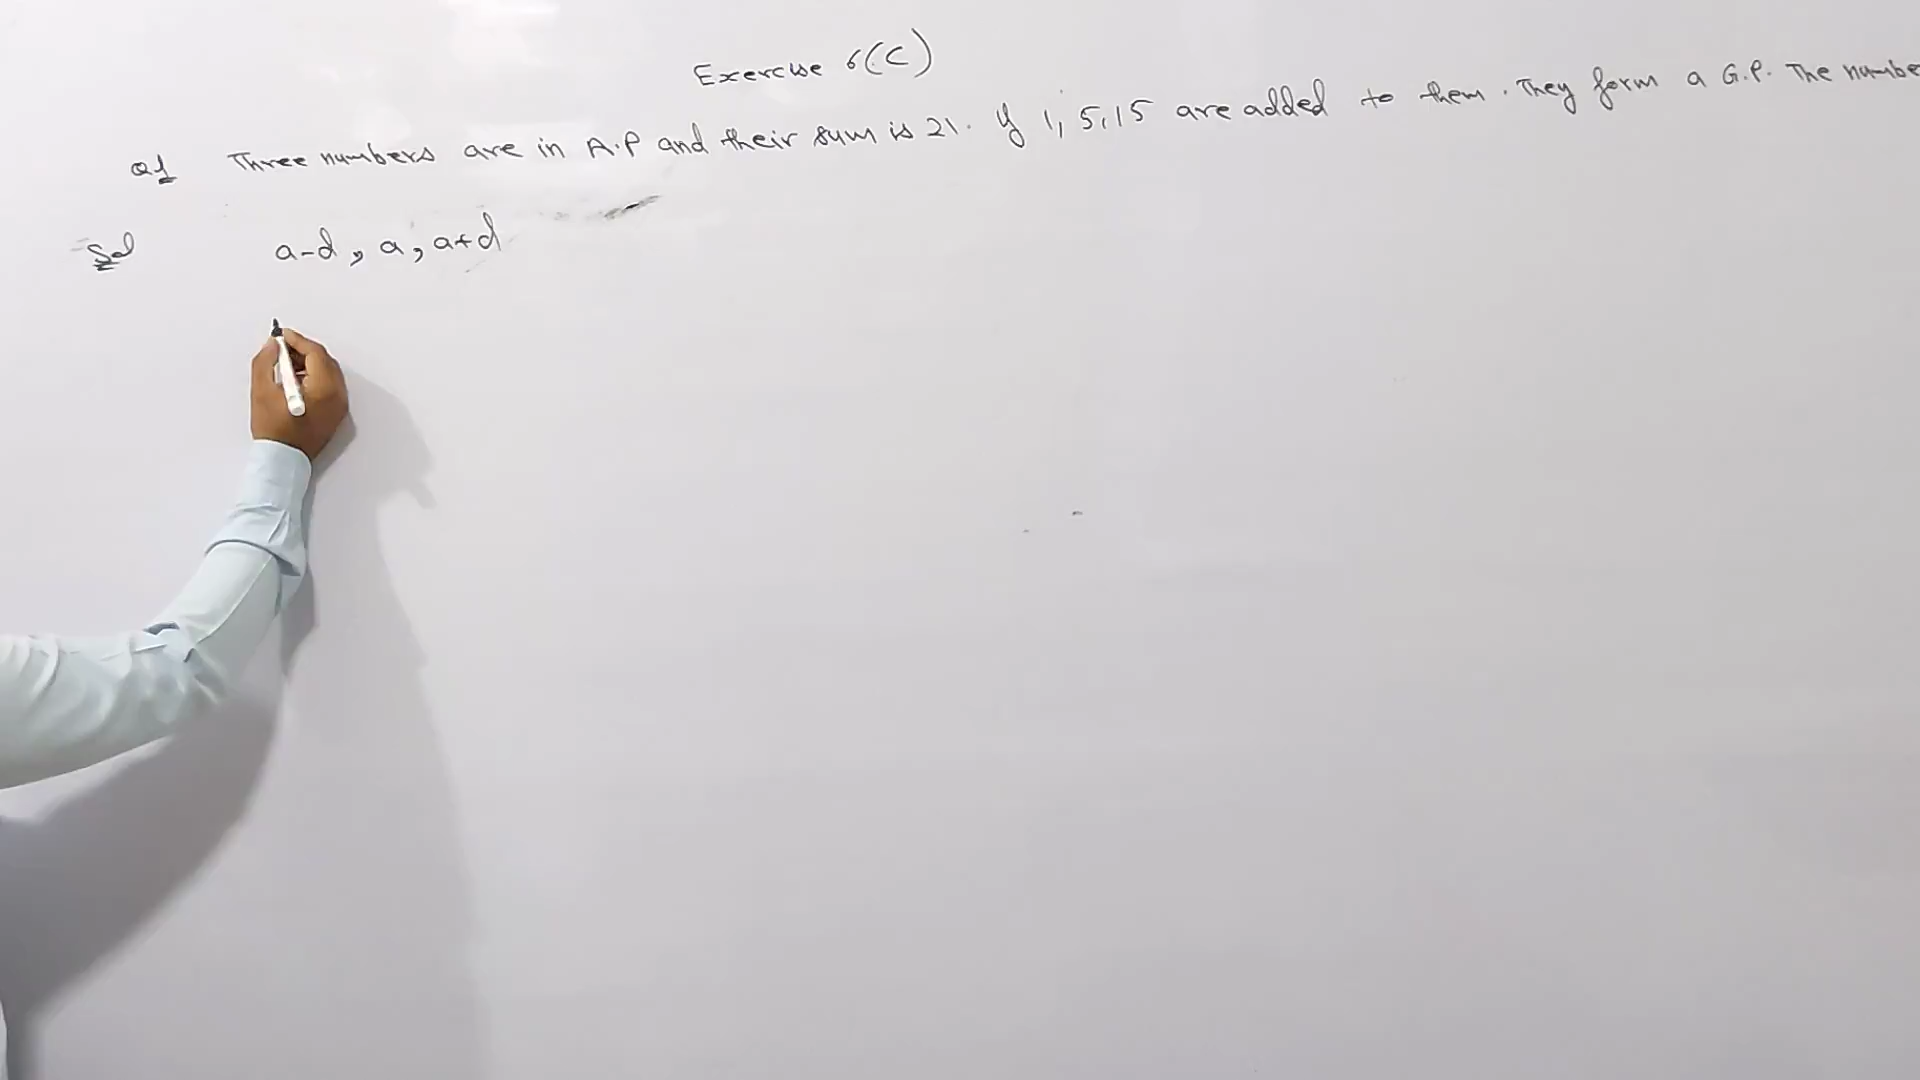 Exercise 6(C)
Q1 Three numbers are in A.P and their sum is 21. If 1, 5, 15 are added to them. They form a G.P. The numbe
Sol a-d, a, a+d